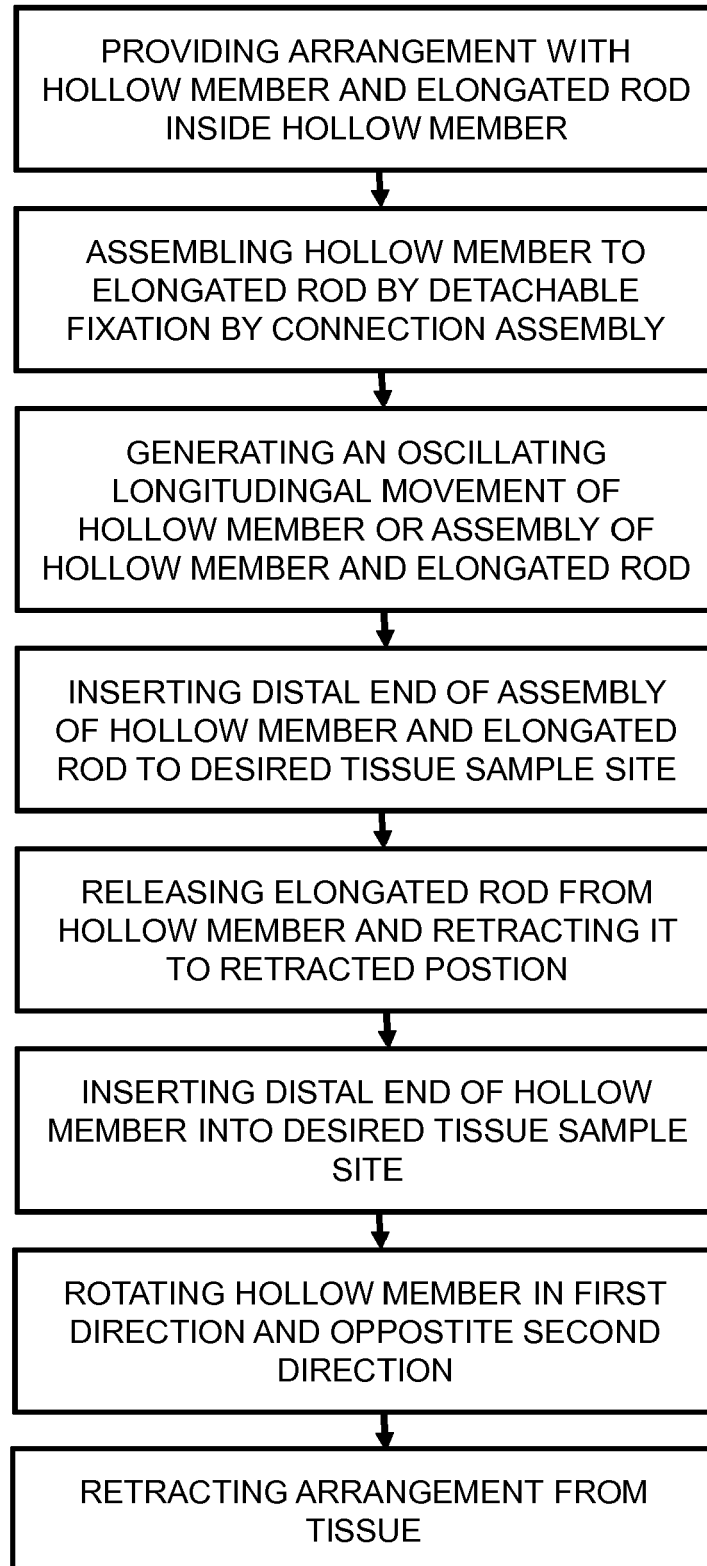 PROVIDING ARRANGEMENT WITH
HOLLOW MEMBER AND ELONGATED ROD
INSIDE HOLLOW MEMBER
ASSEMBLING HOLLOW MEMBER TO
ELONGATED ROD BY DETACHABLE
FIXATION BY CONNECTION ASSEMBLY
GENERATING AN OSCILLATING
LONGITUDINGAL MOVEMENT OF
HOLLOW MEMBER OR ASSEMBLY OF
HOLLOW MEMBER AND ELONGATED ROD
INSERTING DISTAL END OF ASSEMBLY
OF HOLLOW MEMBER AND ELONGATED
ROD TO DESIRED TISSUE SAMPLE SITE
RELEASING ELONGATED ROD FROM
HOLLOW MEMBER AND RETRACTING IT
TO RETRACTED POSTION
INSERTING DISTAL END OF HOLLOW
MEMBER INTO DESIRED TISSUE SAMPLE
SITE
ROTATING HOLLOW MEMBER IN FIRST
DIRECTION AND OPPOSTITE SECOND
DIRECTION
RETRACTING ARRANGEMENT FROM
TISSUE